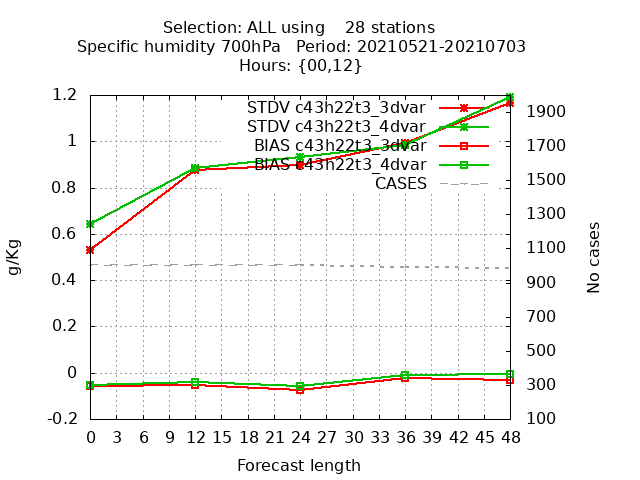 Selection: ALL using    28 stations
Specific humidity 700hPa   Period: 20210521-20210703
Hours: {00,12}
STDV c43h22t3_3dvar
STDV c43h22t3_4dvar
BIAS c43h22t3_3dvar
BIAS c43h22t3_4dvar
CASES
g/Kg
1.2
1
0.8
0.6
0.4
0.2
0
-0.2
No cases
1900
1700
1500
1300
1100
900
700
500
300
100
0 3 6 9 12 15 18 21 24 27 30 33 36 39 42 45 48
Forecast length